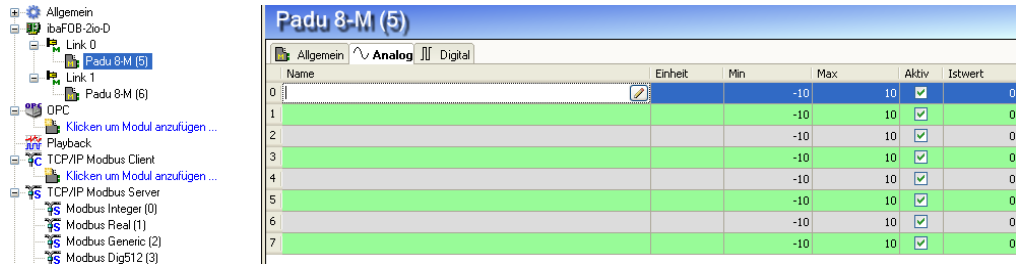 Allgemein
ibaFOB-2io-D
Link 0
Padu 8-M (5)
Link 1
Padu 8-M (6)
OPC
Klicken um Modul anzufügen ...
Playback
TCP/IP Modbus Client
Klicken um Modul anzufügen ...
TCP/IP Modbus Server
Modbus Integer (0)
Modbus Real (1)
Modbus Generic (2)
Modbus Dig512 (3)
Padu 8-M (5)
Allgemein Analog Digital
Name Einheit Min Max Aktiv Istwert
0 -10 10 0
1 -10 10 0
2 -10 10 0
3 -10 10 0
4 -10 10 0
5 -10 10 0
6 -10 10 0
7 -10 10 0